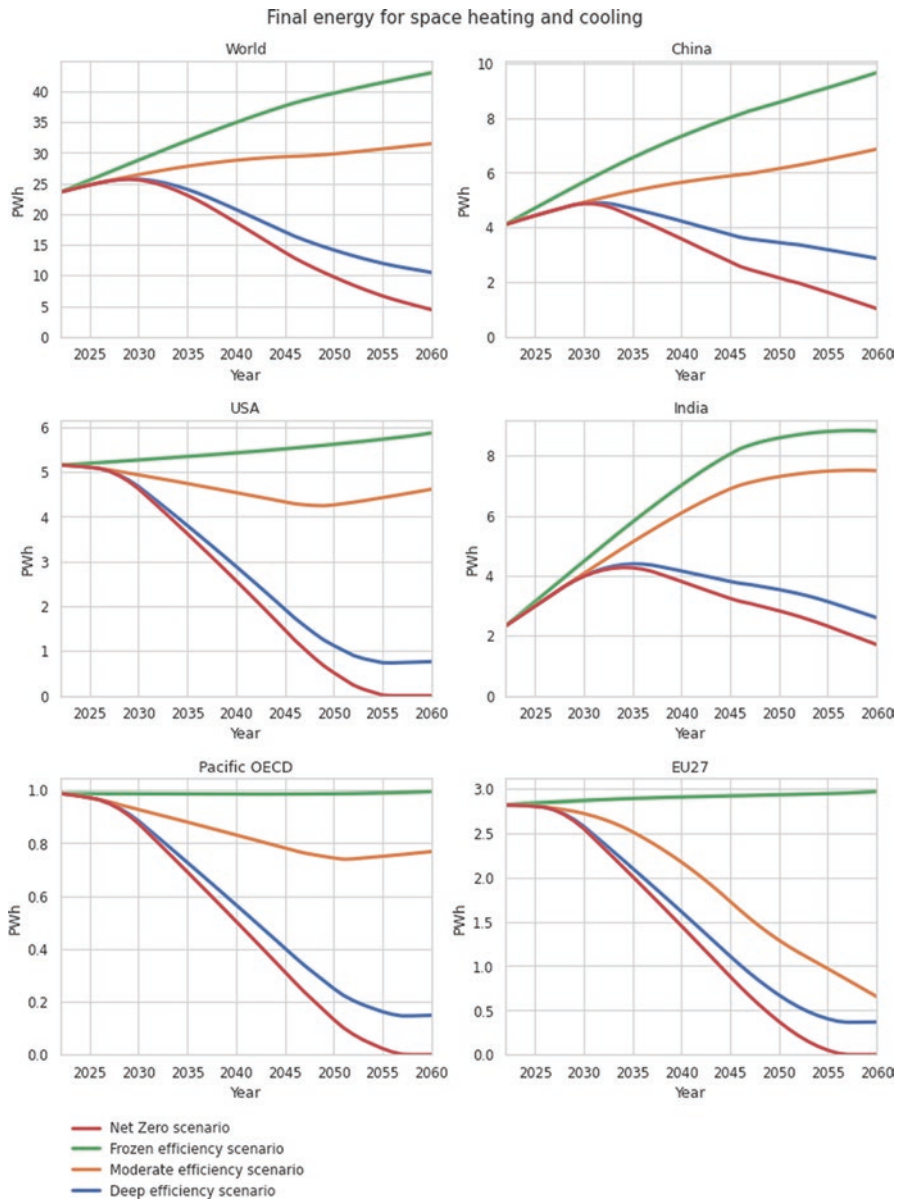 Final energy for space heating and cooling
World
PWh
40
35
30
25
20
15
10
5
0
2025 2030 2035 2040 2045 2050 2055 2060
Year
China
PWh
10
8
6
4
2
0
2025 2030 2035 2040 2045 2050 2055 2060
Year
USA
PWh
6
5
4
3
2
1
0
2025 2030 2035 2040 2045 2050 2055 2060
Year
India
PWh
8
6
4
2
0
2025 2030 2035 2040 2045 2050 2055 2060
Year
Pacific OECD
PWh
1.0
0.8
0.6
0.4
0.2
0.0
2025 2030 2035 2040 2045 2050 2055 2060
Year
EU27
PWh
3.0
2.5
2.0
1.5
1.0
0.5
0.0
2025 2030 2035 2040 2045 2050 2055 2060
Year
Net Zero scenario
Frozen efficiency scenario
Moderate efficiency scenario
Deep efficiency scenario